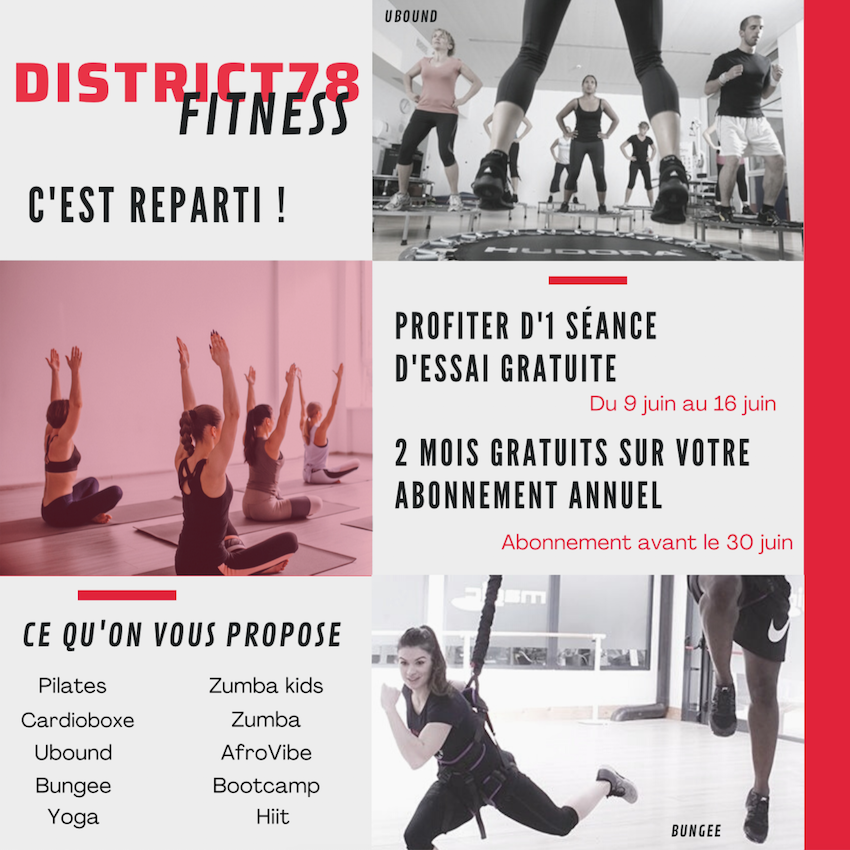 DISTRICT78
FITNESS
C'EST REPARTI !
UBOUND
HUDORA
PROFITER D'1 SÉANCE
D'ESSAI GRATUITE
Du 9 juin au 16 juin
2 MOIS GRATUITS SUR VOTRE
ABONNEMENT ANNUEL
Abonnement avant le 30 juin
CE QU'ON VOUS PROPOSE
Pilates
Cardioboxe
Ubound
Bungee
Yoga
Zumba kids
Zumba
AfroVibe
Bootcamp
Hiit
BUNGEE